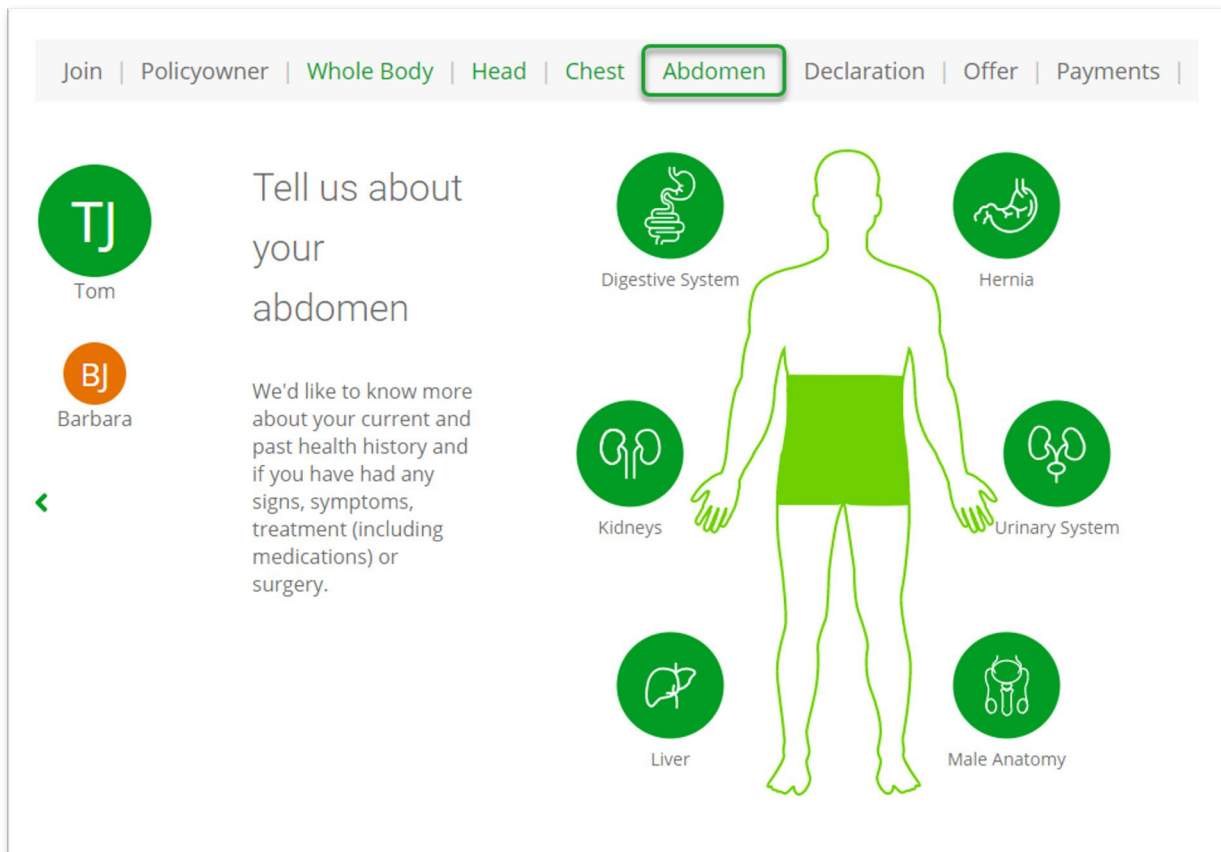 Join | Policyowner | Whole Body | Head | Chest Abdomen Declaration | Offer | Payments |
TJ
Tom
BJ
Barbara
Tell us about
your
abdomen
We'd like to know more
about your current and
past health history and
if you have had any
signs, symptoms,
treatment (including
medications) or
surgery.
Digestive System
Hernia
Kidneys
Urinary System
Liver
Male Anatomy